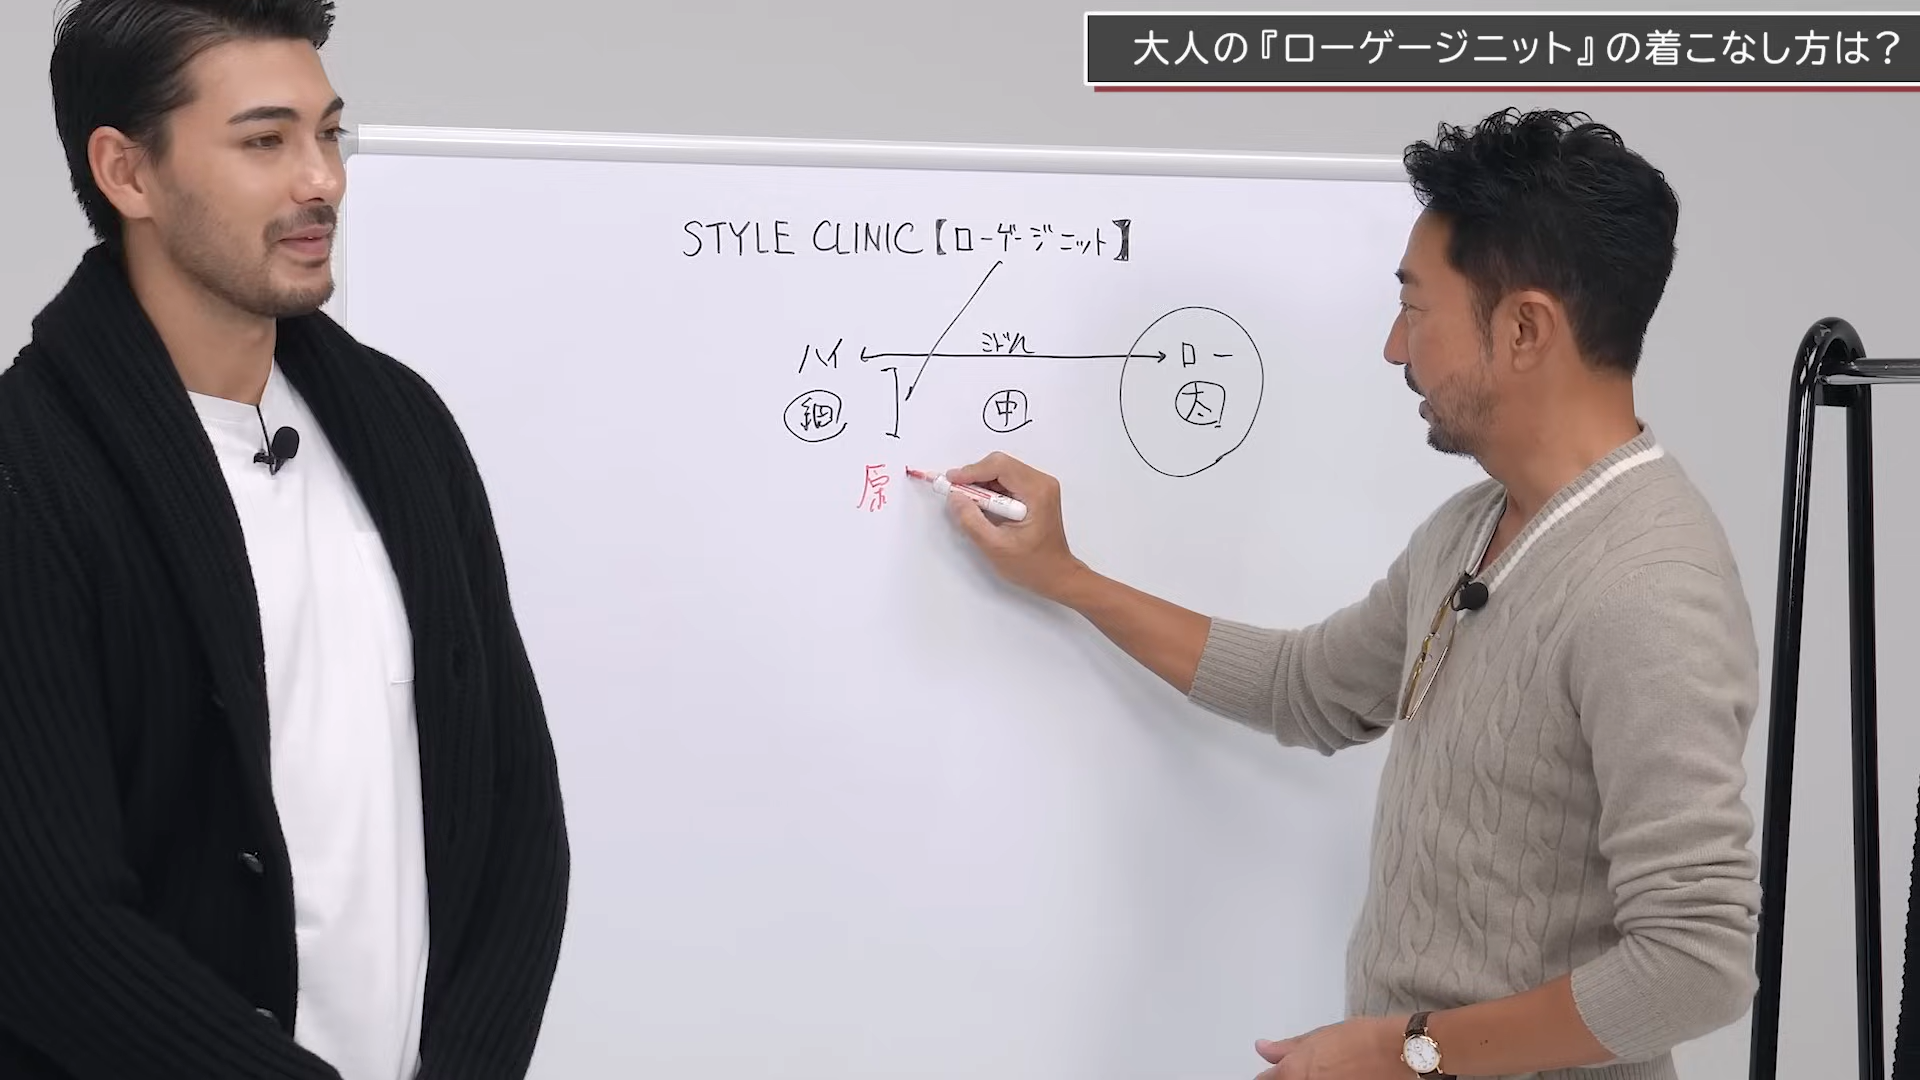 大人の『ローゲージニット』の着こなし方は？
STYLE CLINIC【ローゲージニット】
ハイ ミドル ロー
細 中 太
原